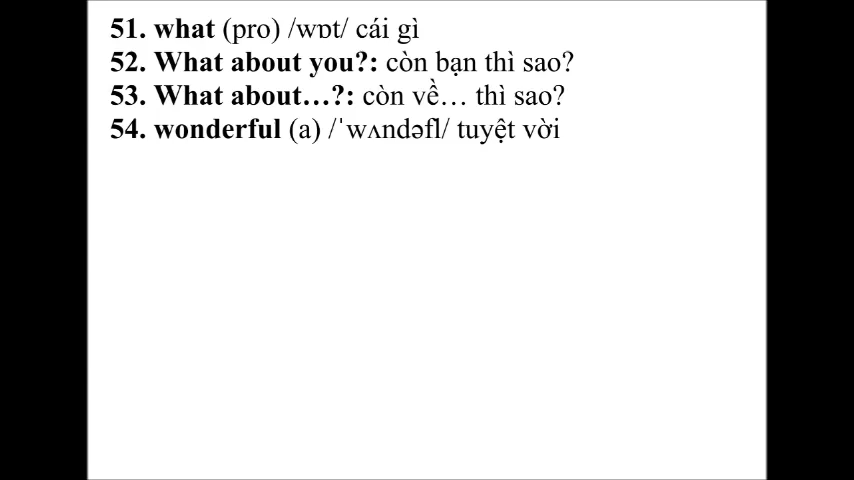 51. what (pro) /wɒt/ cái gì
52. What about you?: còn bạn thì sao?
53. What about…?: còn về… thì sao?
54. wonderful (a) /ˈwʌndəfl/ tuyệt vời